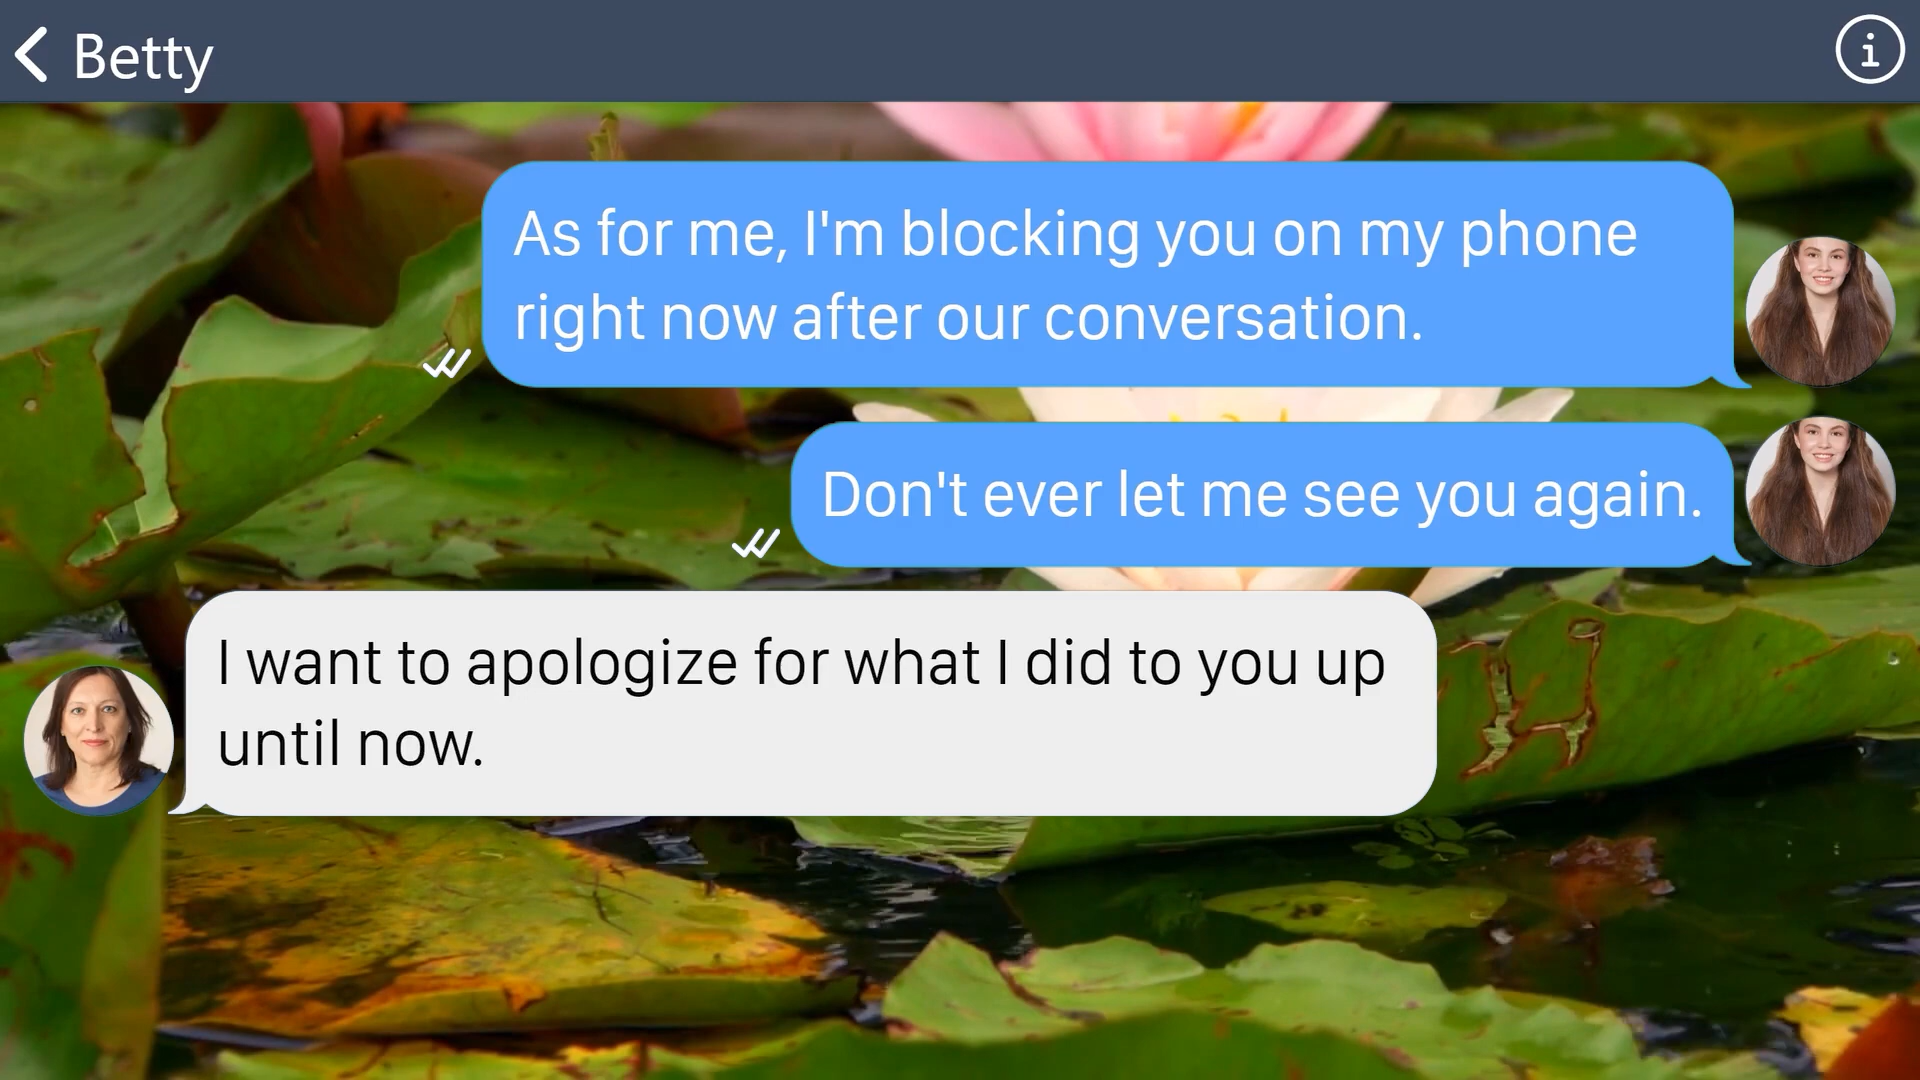 Betty
As for me, I'm blocking you on my phone
right now after our conversation.
Don't ever let me see you again.
I want to apologize for what I did to you up
until now.